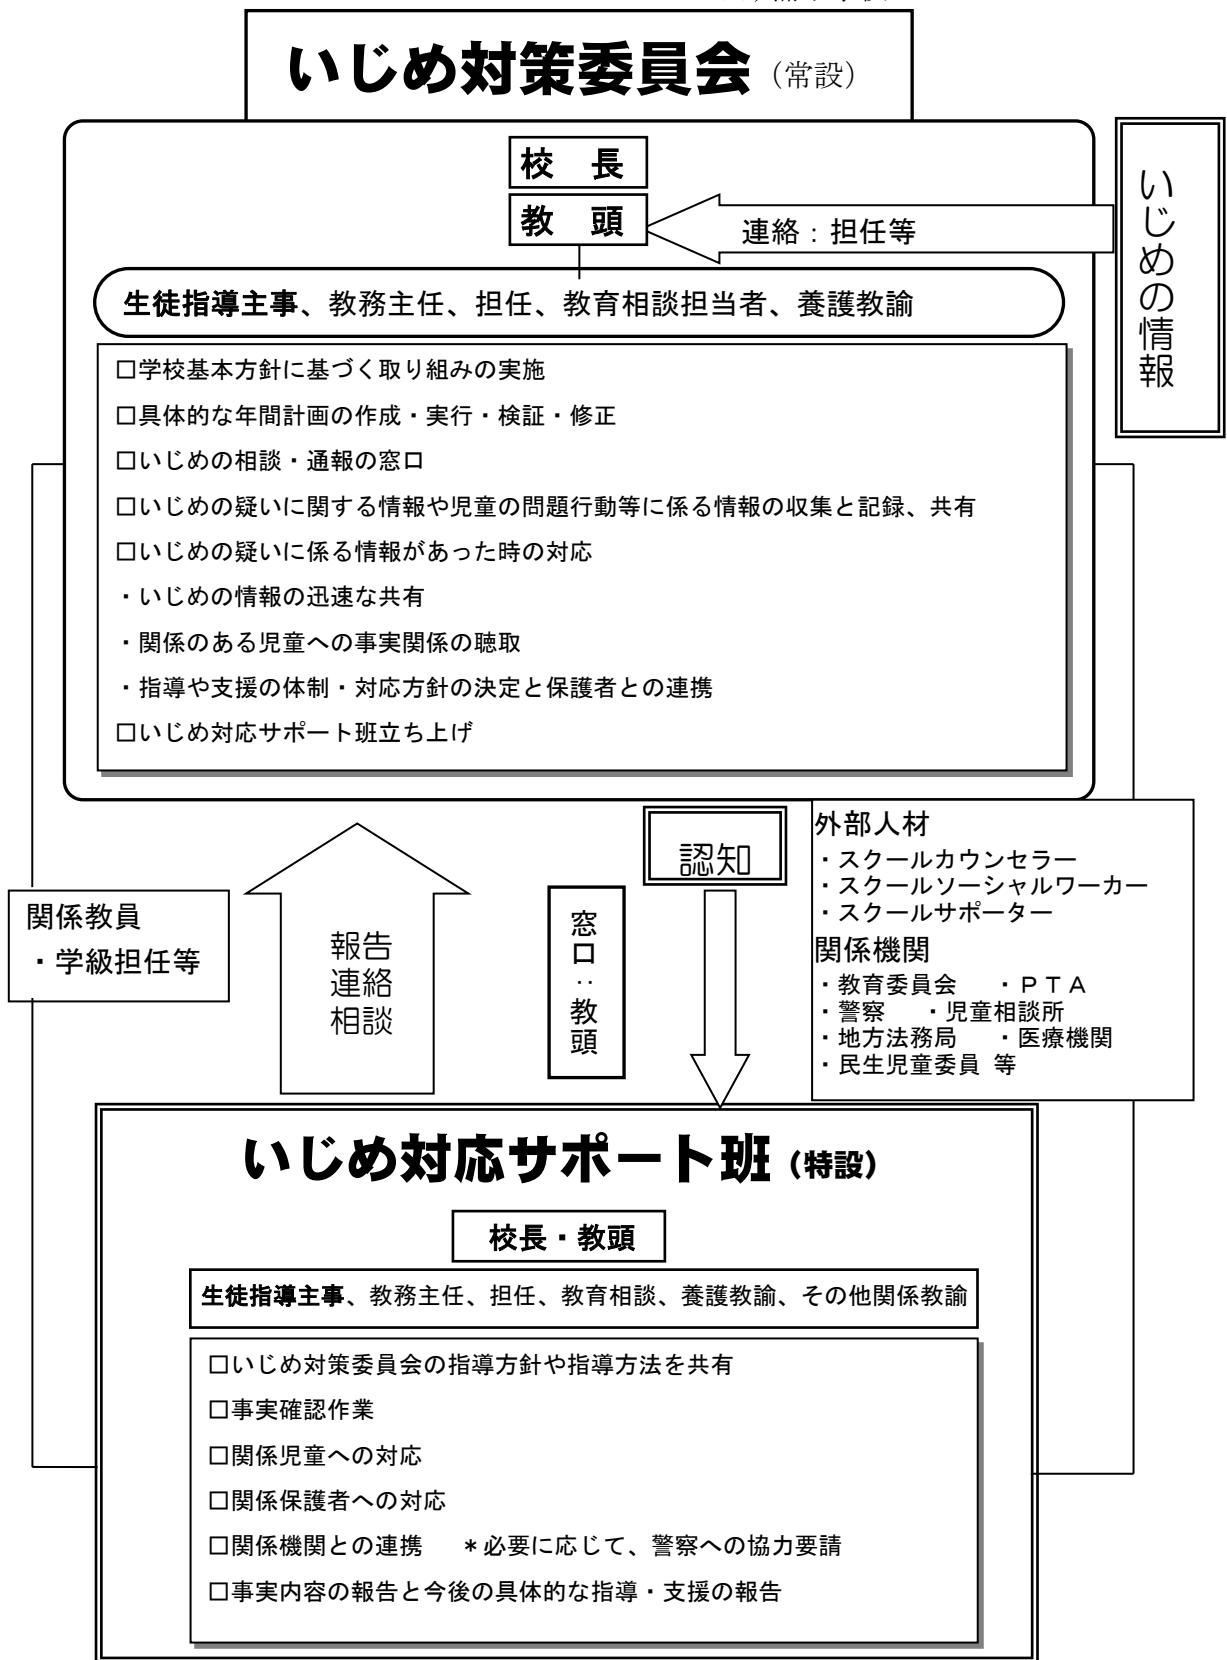 いじめ対策委員会（常設）
校　長
教　頭
連絡：担任等
いじめの情報
生徒指導主事、教務主任、担任、教育相談担当者、養護教諭
□学校基本方針に基づく取り組みの実施
□具体的な年間計画の作成・実行・検証・修正
□いじめの相談・通報の窓口
□いじめの疑いに関する情報や児童の問題行動等に係る情報の収集と記録、共有
□いじめの疑いに係る情報があった時の対応
・いじめの情報の迅速な共有
・関係のある児童への事実関係の聴取
・指導や支援の体制・対応方針の決定と保護者との連携
□いじめ対応サポート班立ち上げ
関係教員
・学級担任等
報告
連絡
相談
窓口：教頭
認知
外部人材
・スクールカウンセラー
・スクールソーシャルワーカー
・スクールサポーター
関係機関
・教育委員会　・ＰＴＡ
・警察　・児童相談所
・地方法務局　・医療機関
・民生児童委員 等
いじめ対応サポート班（特設）
校長・教頭
生徒指導主事、教務主任、担任、教育相談、養護教諭、その他関係教諭
□いじめ対策委員会の指導方針や指導方法を共有
□事実確認作業
□関係児童への対応
□関係保護者への対応
□関係機関との連携　＊必要に応じて、警察への協力要請
□事実内容の報告と今後の具体的な指導・支援の報告